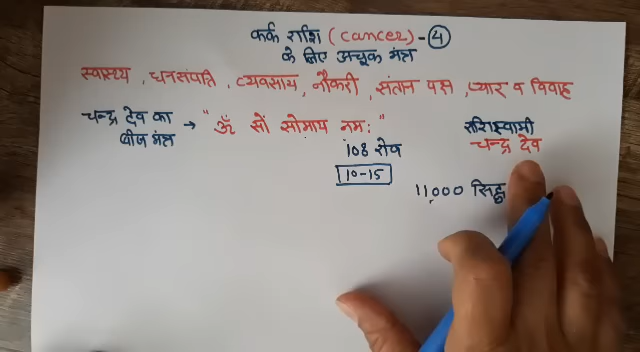 कर्क राशि (cancer) - 4
के लिए अचूक मंत्र
स्वास्थ्य, धनसंपति, व्यवसाय, नौकरी, संतान पक्ष, प्यार व विवाह
चन्द्र देव का बीज मंत्र → "ॐ सों सोमाय नमः"
राशिस्वामी
चन्द्र देव
108 रोज
10-15
11,000 सिद्ध